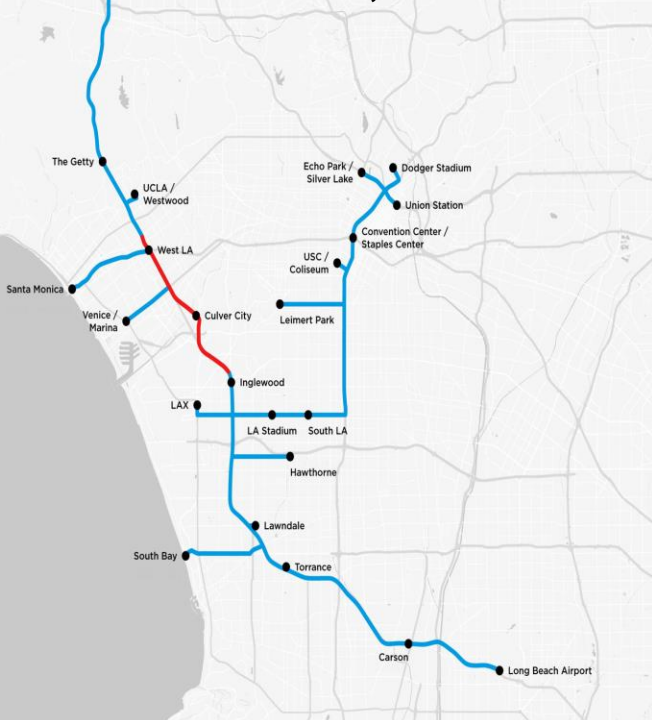 The Getty
UCLA /
Westwood
West LA
Santa Monica
Venice /
Marina
Culver City
Inglewood
Echo Park /
Silver Lake
Dodger Stadium
Union Station
Convention Center /
Staples Center
USC /
Coliseum
Leimert Park
LAX
LA Stadium
South LA
Hawthorne
Lawndale
South Bay
Torrance
Carson
Long Beach Airport